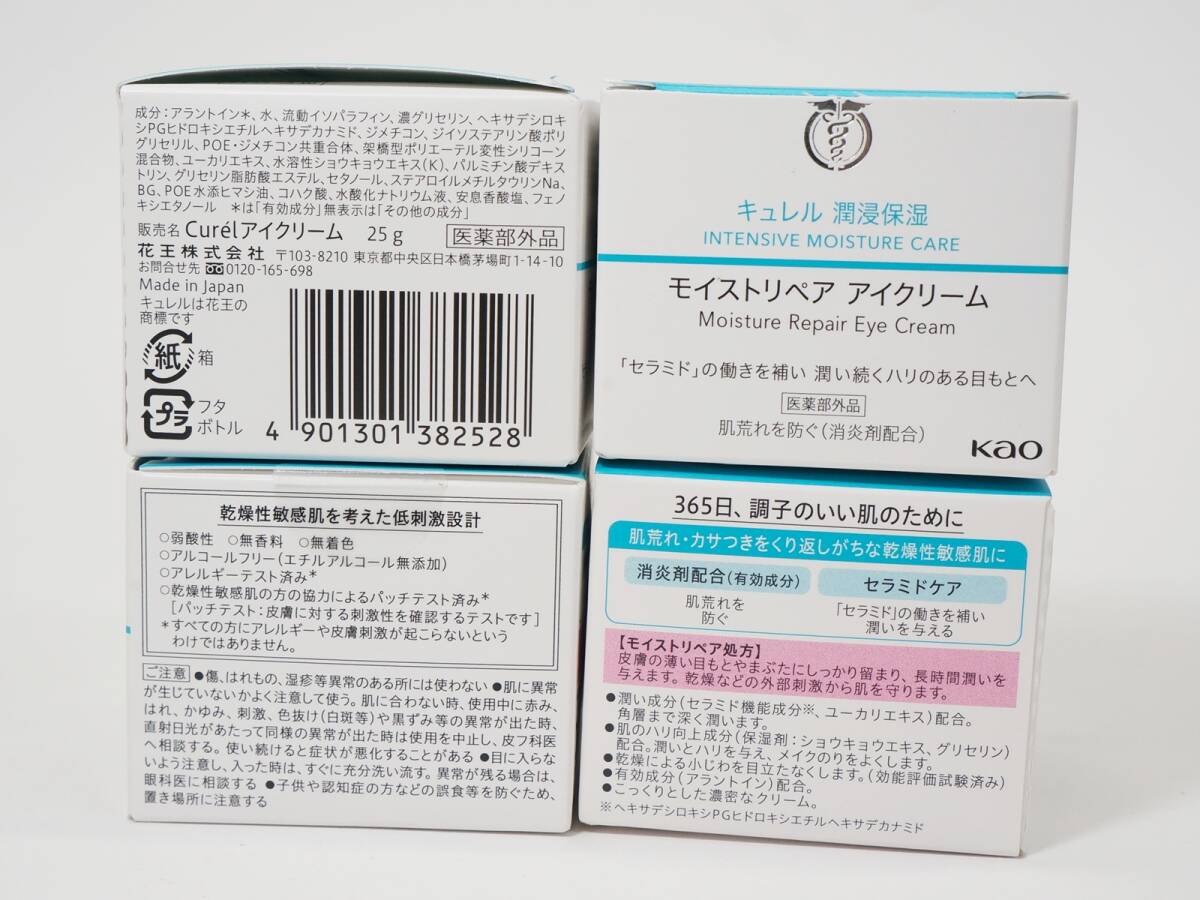 成分：アラントイン*、水、流動イソパラフィン、濃グリセリン、ヘキサデシロキ
シPGヒドロキシエチルヘキサデカナミド、ジメチコン、ジイソステアリン酸ポリ
グリセリル、POE・ジメチコン共重合体、架橋型ポリエーテル変性シリコーン
混合物、ユーカリエキス、水溶性ショウキョウエキス(K)、パルミチン酸デキス
トリン、グリセリン脂肪酸エステル、セタノール、ステアロイルメチルタウリンNa、
BG、POE水添ヒマシ油、コハク酸、水酸化ナトリウム液、安息香酸塩、フェノ
キシエタノール *は「有効成分」無表示は「その他の成分」
販売名 Curélアイクリーム 25g 医薬部外品
花王株式会社 〒103-8210 東京都中央区日本橋茅場町1-14-10
お問合せ先 0120-165-698
Made in Japan
キュレルは花王の
商標です
紙 箱
プラ フタ
ボトル
4 901301 382528
キュレル 潤浸保湿
INTENSIVE MOISTURE CARE
モイストリペア アイクリーム
Moisture Repair Eye Cream
「セラミド」の働きを補い 潤い続くハリのある目もとへ
医薬部外品
肌荒れを防ぐ(消炎剤配合)
Kao
乾燥性敏感肌を考えた低刺激設計
○弱酸性 ○無香料 ○無着色
○アルコールフリー(エチルアルコール無添加)
○アレルギーテスト済み*
○乾燥性敏感肌の方の協力によるパッチテスト済み*
[パッチテスト：皮膚に対する刺激性を確認するテストです]
*すべての方にアレルギーや皮膚刺激が起こらないという
わけではありません。
ご注意 ●傷、はれもの、湿疹等異常のある所には使わない ●肌に異常
が生じていないかよく注意して使う。肌に合わない時、使用中に赤み、
はれ、かゆみ、刺激、色抜け(白斑等)や黒ずみ等の異常が出た時、
直射日光があたって同様の異常が出た時は使用を中止し、皮フ科医
へ相談する。使い続けると症状が悪化することがある ●目に入らな
いよう注意し、入った時は、すぐに充分洗い流す。異常が残る場合は、
眼科医に相談する ●子供や認知症の方などの誤食等を防ぐため、
置き場所に注意する
365日、調子のいい肌のために
肌荒れ・カサつきをくり返しがちな乾燥性敏感肌に
消炎剤配合(有効成分)
肌荒れを
防ぐ
セラミドケア
「セラミド」の働きを補い
潤いを与える
【モイストリペア処方】
皮膚の薄い目もとやまぶたにしっかり留まり、長時間潤いを
与えます。乾燥などの外部刺激から肌を守ります。
●潤い成分(セラミド機能成分※、ユーカリエキス)配合。
角層まで深く潤います。
●肌のハリ向上成分(保湿剤：ショウキョウエキス、グリセリン)
配合。潤いとハリを与え、メイクのりをよくします。
●乾燥による小じわを目立たなくします。(効能評価試験済み)
●有効成分(アラントイン)配合。
●こっくりとした濃密なクリーム。
※ヘキサデシロキシPGヒドロキシエチルヘキサデカナミド